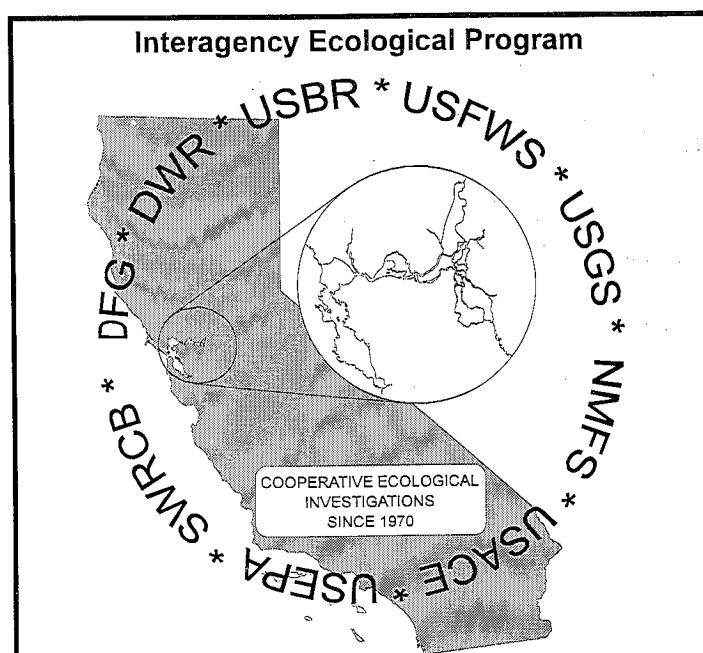 Interagency Ecological Program
DFG * DWR * USBR * USFWS * USGS * NMFS * USACE * USEPA * SWRCB *
COOPERATIVE ECOLOGICAL
INVESTIGATIONS
SINCE 1970